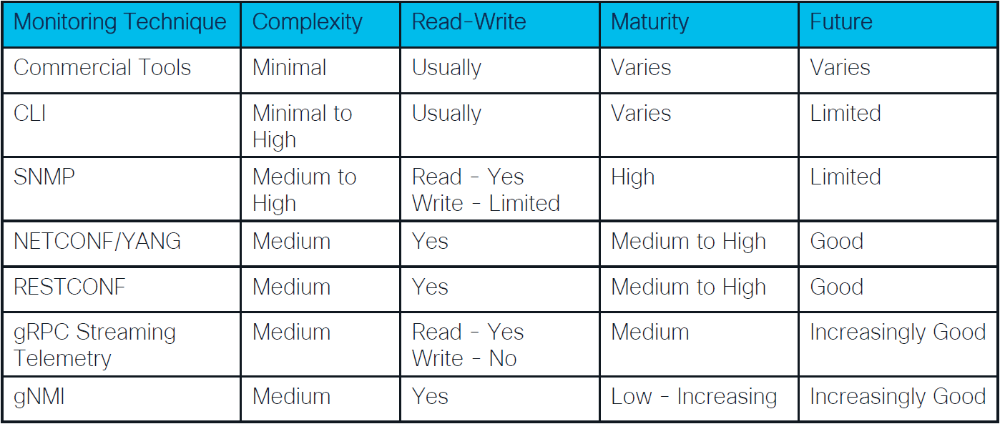 Monitoring Technique Complexity Read-Write Maturity Future
Commercial Tools Minimal Usually Varies Varies
CLI Minimal to Usually Varies Limited
High
SNMP Medium to Read - Yes High Limited
High Write - Limited
NETCONF/YANG Medium Yes Medium to High Good
RESTCONF Medium Yes Medium to High Good
gRPC Streaming Medium Read - Yes Medium Increasingly Good
Telemetry Write - No
gNMI Medium Yes Low - Increasing Increasingly Good